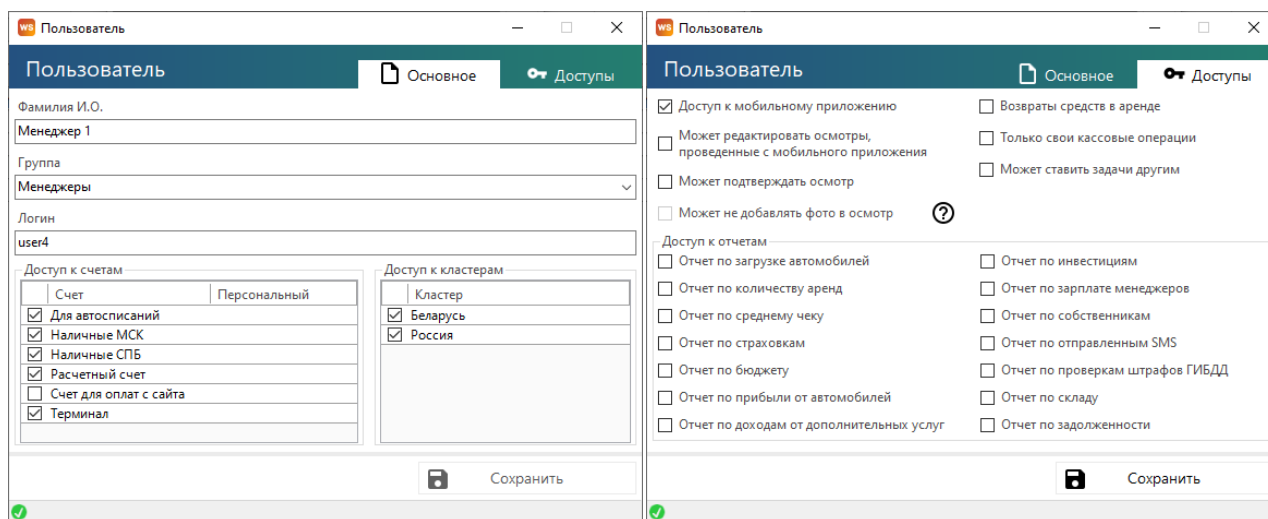 ws Пользователь
Пользователь
Основное
Доступы
Фамилия И.О.
Менеджер 1
Группа
Менеджеры
Логин
user4
Доступ к счетам
Счет Персональный
Для автосписаний
Наличные МСК
Наличные СПБ
Расчетный счет
Счет для оплат с сайта
Терминал
Доступ к кластерам
Кластер
Беларусь
Россия
Сохранить
ws Пользователь
Пользователь
Основное
Доступы
Доступ к мобильному приложению
Может редактировать осмотры,
проведенные с мобильного приложения
Может подтверждать осмотр
Может не добавлять фото в осмотр ?
Возвраты средств в аренде
Только свои кассовые операции
Может ставить задачи другим
Доступ к отчетам
Отчет по загрузке автомобилей
Отчет по количеству аренд
Отчет по среднему чеку
Отчет по страховкам
Отчет по бюджету
Отчет по прибыли от автомобилей
Отчет по доходам от дополнительных услуг
Отчет по инвестициям
Отчет по зарплате менеджеров
Отчет по собственникам
Отчет по отправленным SMS
Отчет по проверкам штрафов ГИБДД
Отчет по складу
Отчет по задолженности
Сохранить